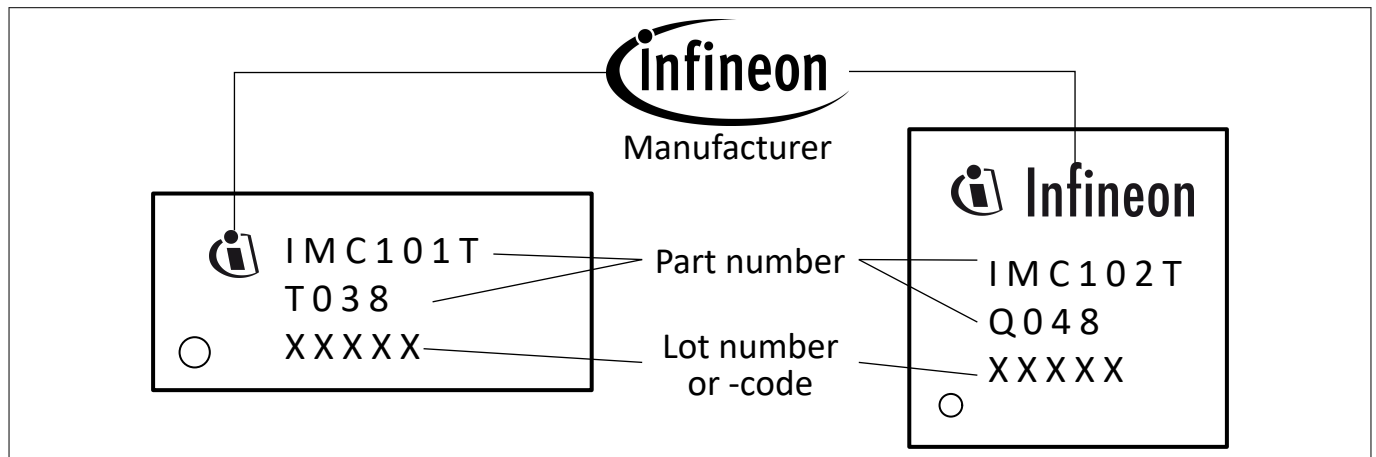 infineon
Manufacturer
Infineon
IMC101T
T038
XXXXX
Part number
Lot number
or -code
IMC102T
Q048
XXXXX